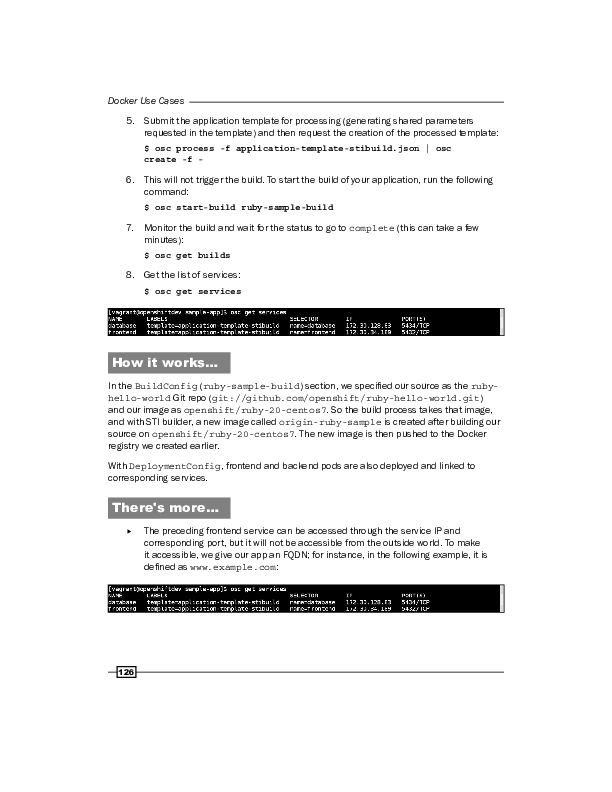 Docker Use Cases
5. Submit the application template for processing (generating shared parameters
requested in the template) and then request the creation of the processed template:
$ osc process -f application-template-stibuild.json | osc
create -f -
6. This will not trigger the build. To start the build of your application, run the following
command:
$ osc start-build ruby-sample-build
7. Monitor the build and wait for the status to go to complete (this can take a few
minutes):
$ osc get builds
8. Get the list of services:
$ osc get services
[vagrant@openshiftdev sample-app]$ osc get services
NAME LABELS SELECTOR IP PORT(S)
database template=application-template-stibuild name=database 172.30.128.83 5434/TCP
frontend template=application-template-stibuild name=frontend 172.30.34.189 5432/TCP
How it works...
In the BuildConfig (ruby-sample-build) section, we specified our source as the ruby-
hello-world Git repo (git://github.com/openshift/ruby-hello-world.git)
and our image as openshift/ruby-20-centos7. So the build process takes that image,
and with STI builder, a new image called origin-ruby-sample is created after building our
source on openshift/ruby-20-centos7. The new image is then pushed to the Docker
registry we created earlier.
With DeploymentConfig, frontend and backend pods are also deployed and linked to
corresponding services.
There's more...
▸ The preceding frontend service can be accessed through the service IP and
corresponding port, but it will not be accessible from the outside world. To make
it accessible, we give our app an FQDN; for instance, in the following example, it is
defined as www.example.com:
[vagrant@openshiftdev sample-app]$ osc get services
NAME LABELS SELECTOR IP PORT(S)
database template=application-template-stibuild name=database 172.30.128.83 5434/TCP
frontend template=application-template-stibuild name=frontend 172.30.34.189 5432/TCP
126